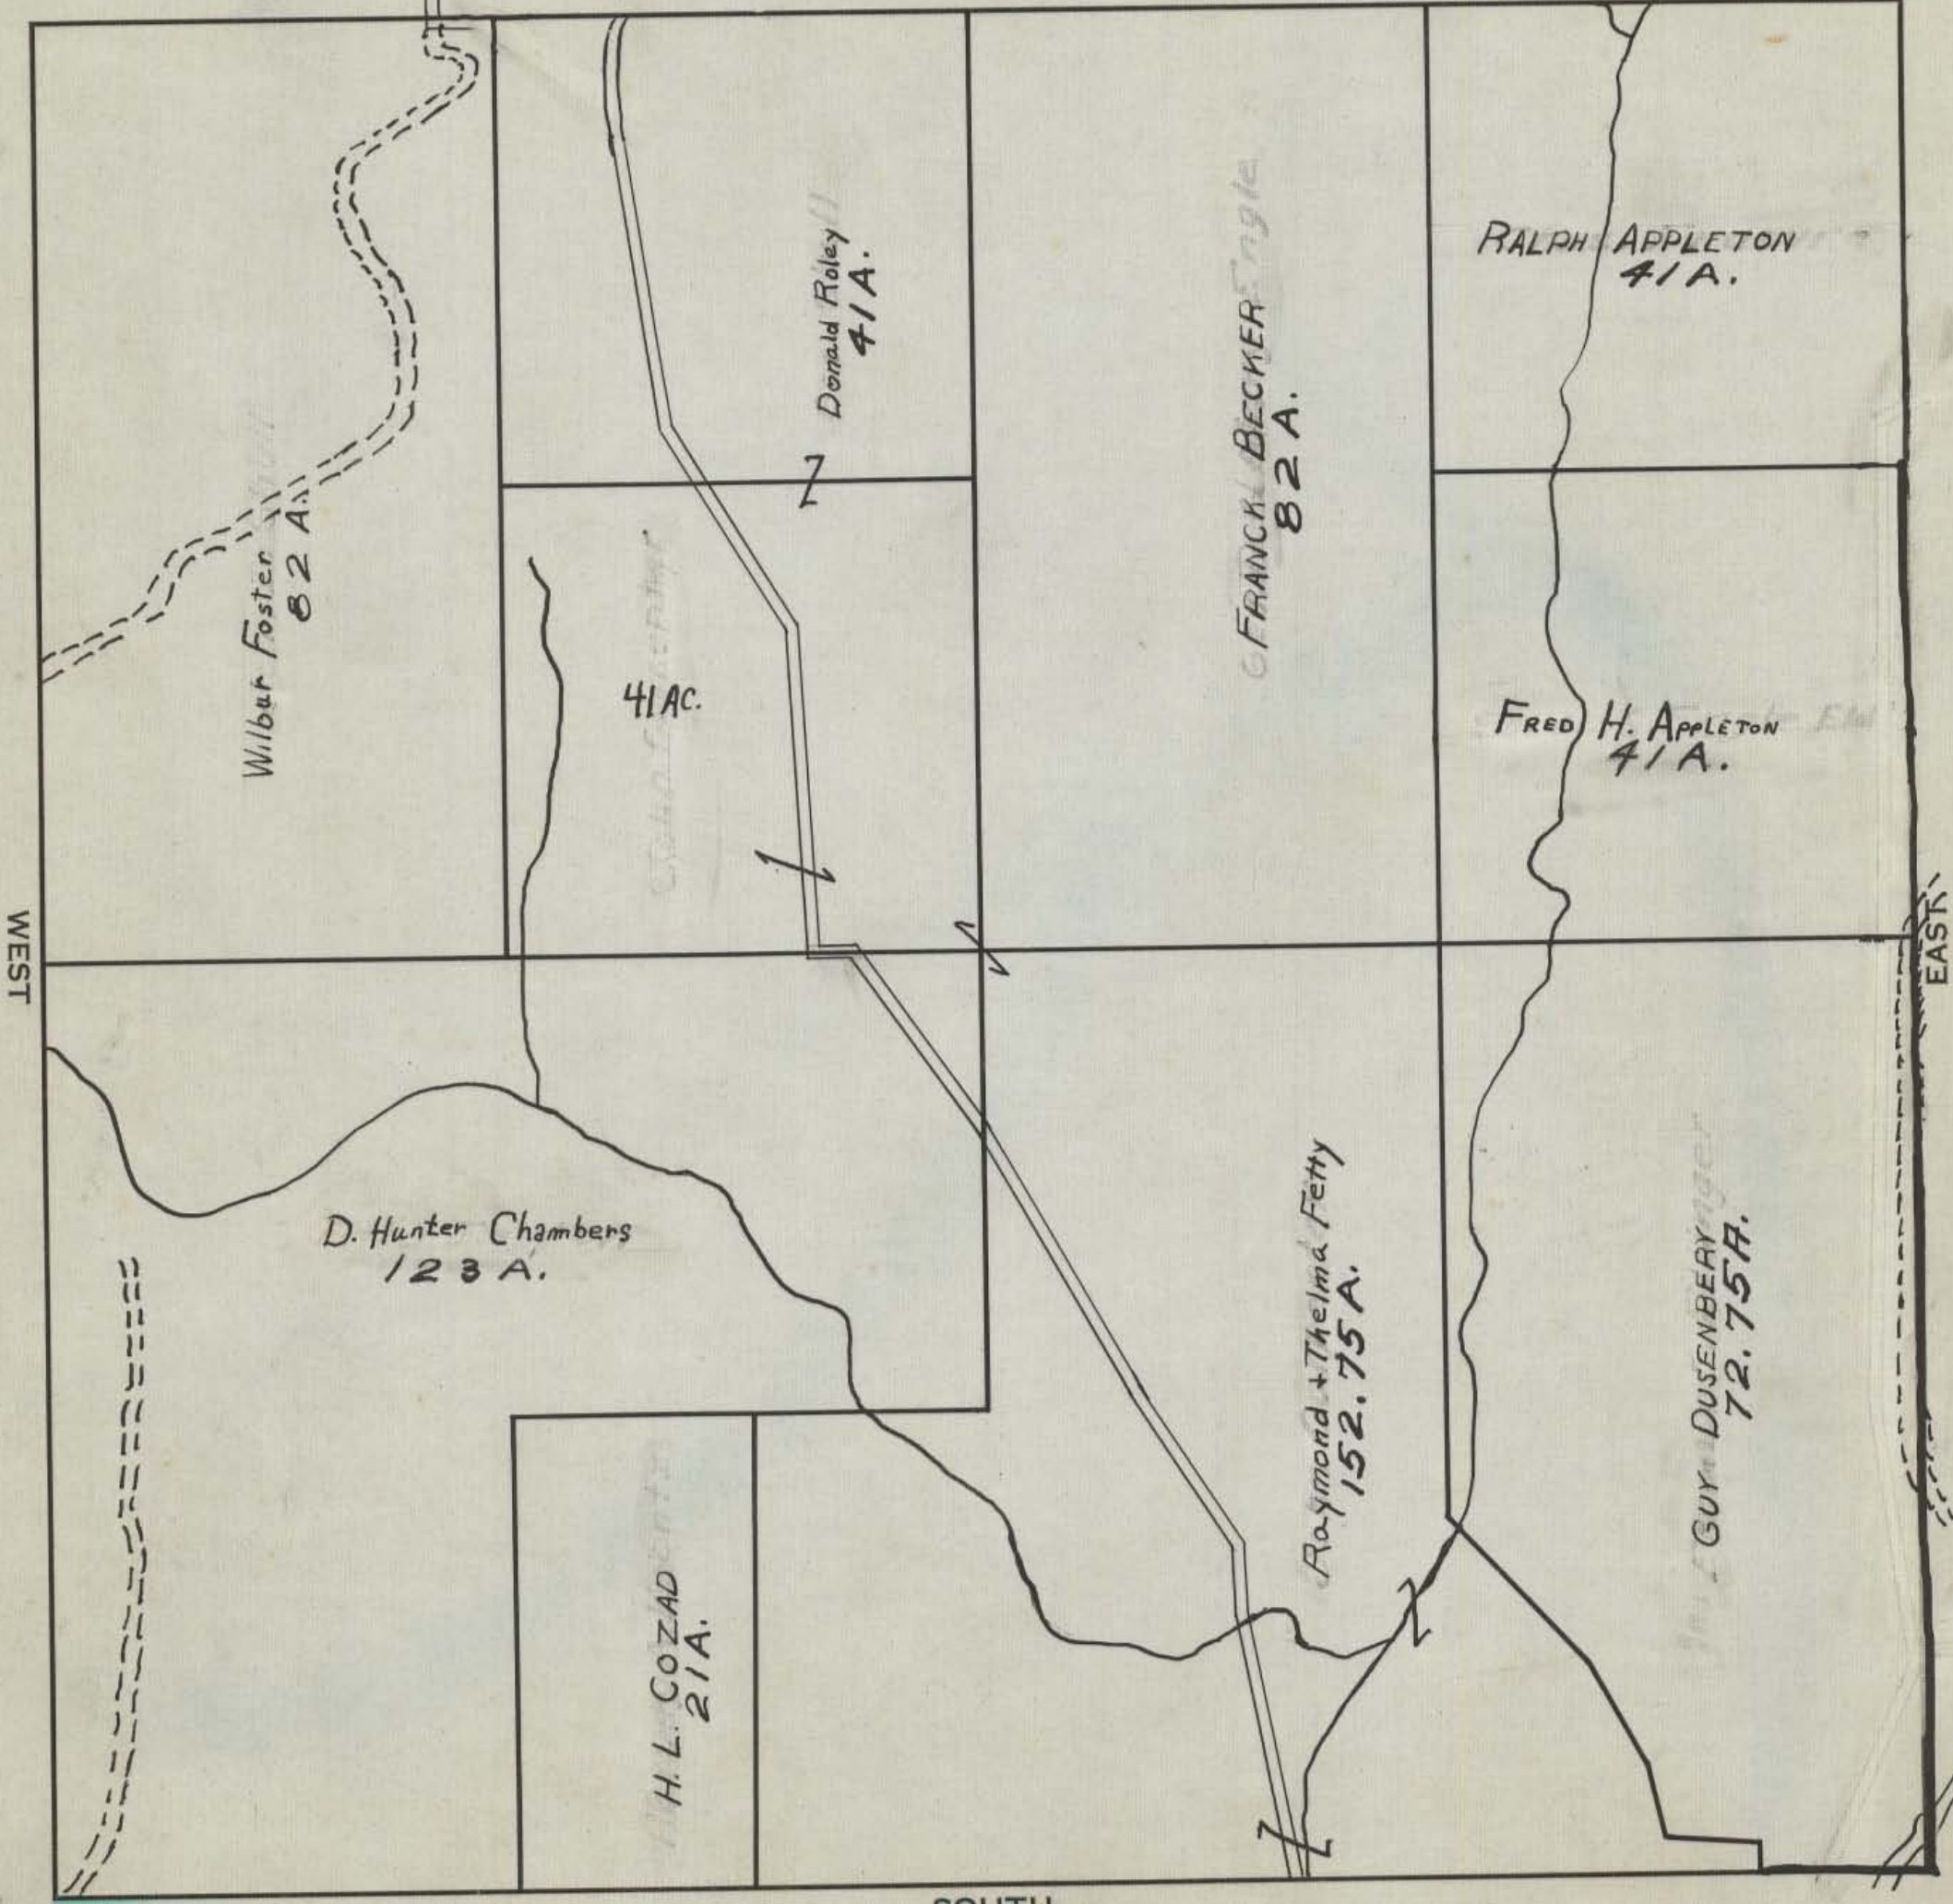 Donald Roley
41 A.
FRANCK BECKER
82 A.
RALPH APPLETON
41 A.
Wilbur Foster
82 A.
41 AC.
FRED H. APPLETON
41 A.
WEST
EAST
D. Hunter Chambers
123 A.
Raymond + Thelma Fetty
152.75 A.
GUY DUSENBERY
72.75 A.
H. L. COZAD
21 A.
SOUTH